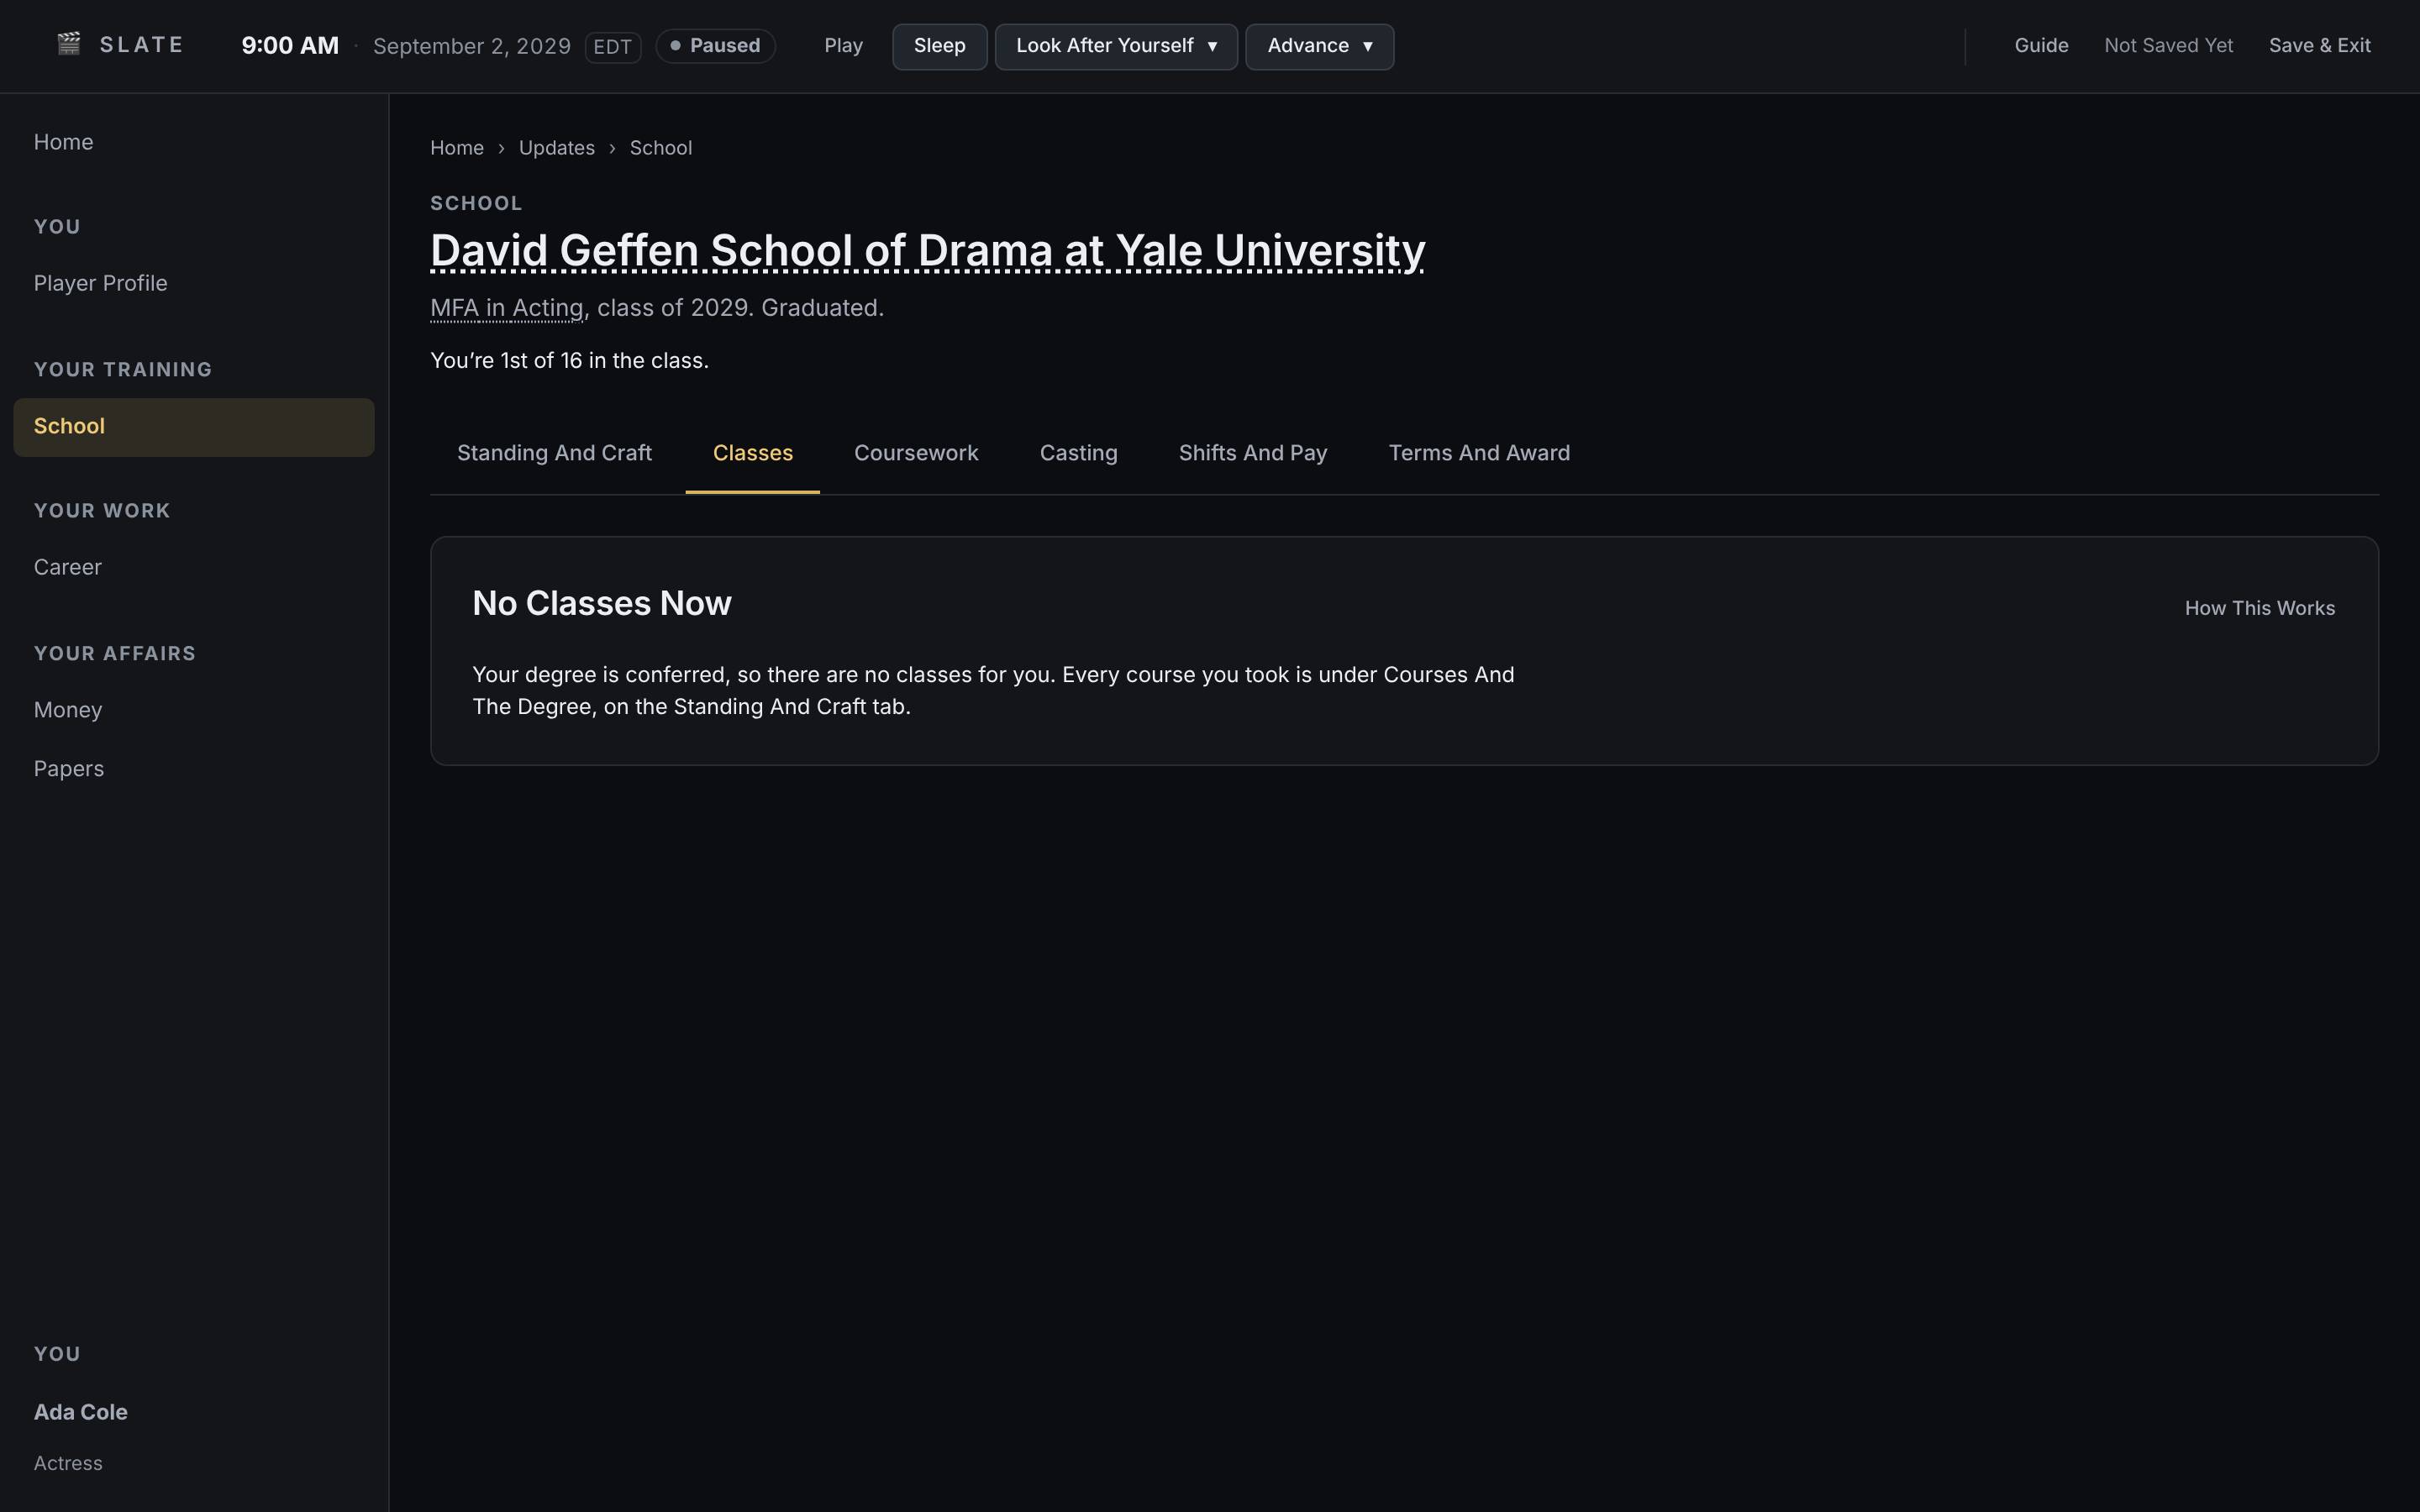 SLATE
9:00 AM · September 2, 2029 EDT Paused Play Sleep Look After Yourself ▾ Advance ▾ Guide Not Saved Yet Save & Exit
Home
YOU
Player Profile
YOUR TRAINING
School
YOUR WORK
Career
YOUR AFFAIRS
Money
Papers
YOU
Ada Cole
Actress
Home › Updates › School
SCHOOL
David Geffen School of Drama at Yale University
MFA in Acting, class of 2029. Graduated.
You’re 1st of 16 in the class.
Standing And Craft Classes Coursework Casting Shifts And Pay Terms And Award
No Classes Now
How This Works
Your degree is conferred, so there are no classes for you. Every course you took is under Courses And
The Degree, on the Standing And Craft tab.